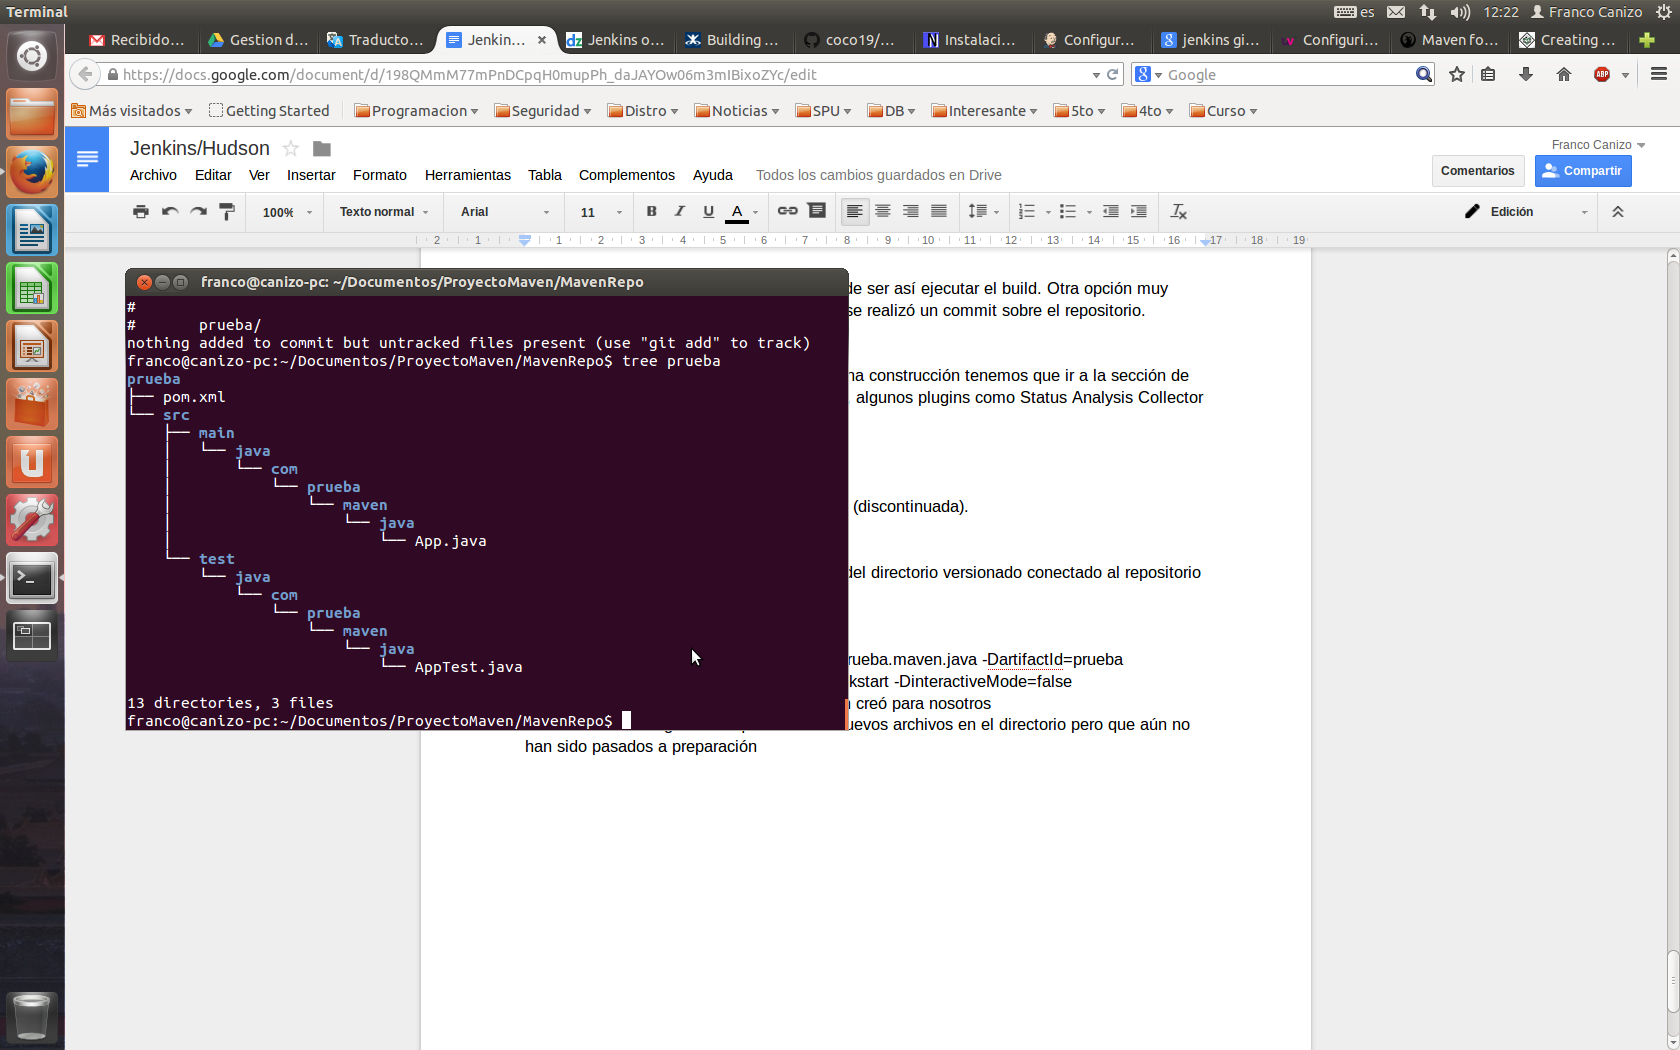 Terminal
es
12:22
Franco Canizo
Recibido...
Gestion d...
Traducto...
Jenkin...
Jenkins o...
Building ...
coco19/...
Instalaci...
Configur...
jenkins gi...
Configuri...
Maven fo...
Creating ...
https://docs.google.com/document/d/198QMmM77mPnDCpqH0mupPh_daJAYOw06m3mIBixoZYc/edit
Google
Más visitados
Getting Started
Programacion
Seguridad
Distro
Noticias
SPU
DB
Interesante
5to
4to
Curso
Jenkins/Hudson
Franco Canizo
Archivo Editar Ver Insertar Formato Herramientas Tabla Complementos Ayuda Todos los cambios guardados en Drive
Comentarios
Compartir
100% Texto normal Arial 11 B I U A
Edición
2 1 1 2 3 4 5 6 7 8 9 10 11 12 13 14 15 16 17 18 19
franco@canizo-pc: ~/Documentos/ProyectoMaven/MavenRepo
#
# prueba/
nothing added to commit but untracked files present (use "git add" to track)
franco@canizo-pc:~/Documentos/ProyectoMaven/MavenRepo$ tree prueba
prueba
├── pom.xml
└── src
    ├── main
    │   └── java
    │       └── com
    │           └── prueba
    │               └── maven
    │                   └── java
    │                       └── App.java
    └── test
        └── java
            └── com
                └── prueba
                    └── maven
                        └── java
                            └── AppTest.java
13 directories, 3 files
franco@canizo-pc:~/Documentos/ProyectoMaven/MavenRepo$
de ser así ejecutar el build. Otra opción muy
se realizó un commit sobre el repositorio.
na construcción tenemos que ir a la sección de
algunos plugins como Status Analysis Collector
(discontinuada).
del directorio versionado conectado al repositorio
rueba.maven.java -DartifactId=prueba
kstart -DinteractiveMode=false
creó para nosotros
uevos archivos en el directorio pero que aún no
han sido pasados a preparación